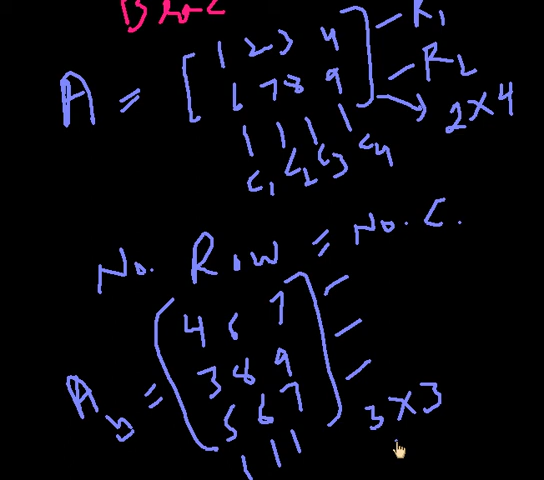 A = [ 1 2 3 4 ] — R1
[ 6 7 8 9 ] — R2
→ 2 × 4
C1 C2 C3 C4
No. Row = No. C.
( 4 6 7 )
A = ( 3 8 9 )
( 5 6 7 ) 3 × 3